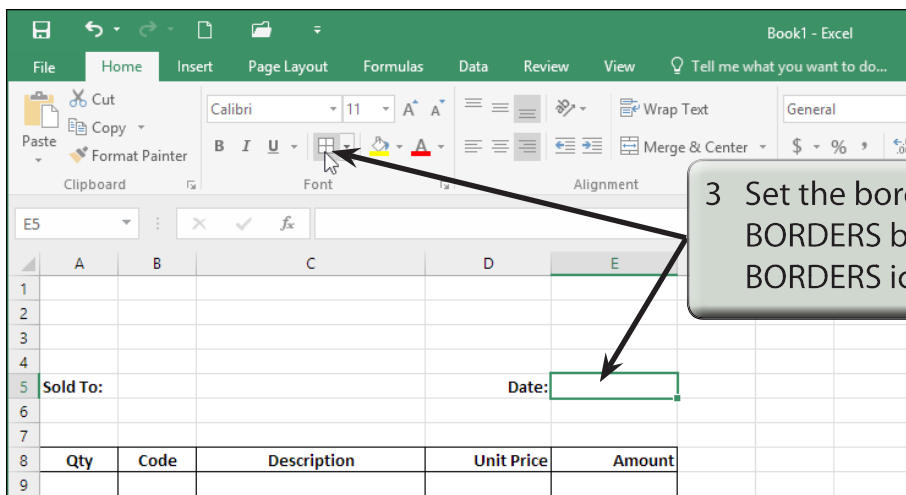 Book1 - Excel
File Home Insert Page Layout Formulas Data Review View Tell me what you want to do...
Cut
Copy
Paste
Format Painter
Clipboard
Calibri 11 A A
B I U A
Font
Wrap Text
Merge & Center
Alignment
General
$ % ,
3 Set the bor
BORDERS b
BORDERS ic
E5 fx
A B C D E
1
2
3
4
5 Sold To: Date:
6
7
8 Qty Code Description Unit Price Amount
9